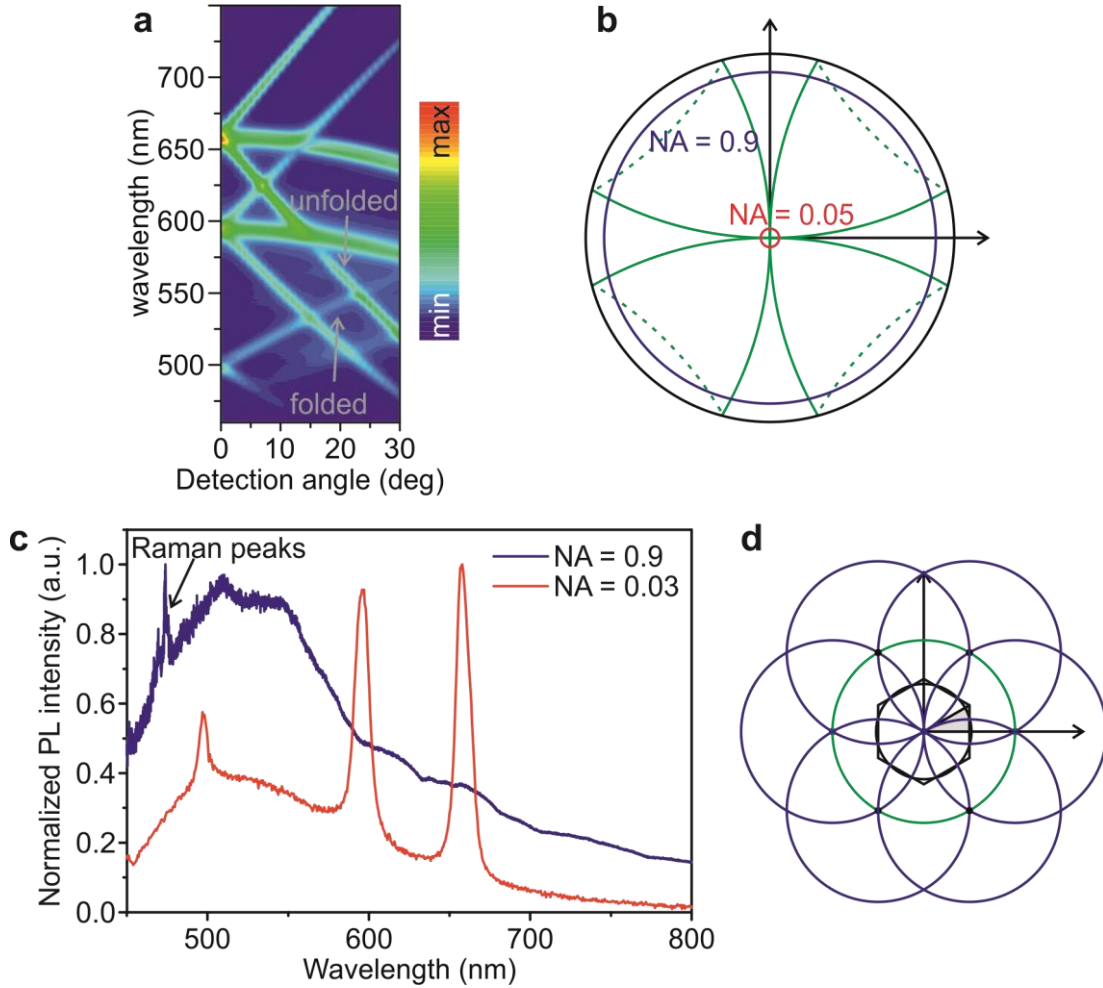 a
wavelength (nm)
700
650
600
550
500
unfolded
folded
0 10 20 30
Detection angle (deg)
max
min
b
NA = 0.9
NA = 0.05
c
Raman peaks
NA = 0.9
NA = 0.03
Normalized PL intensity (a.u.)
1.0
0.8
0.6
0.4
0.2
0.0
500 600 700 800
Wavelength (nm)
d